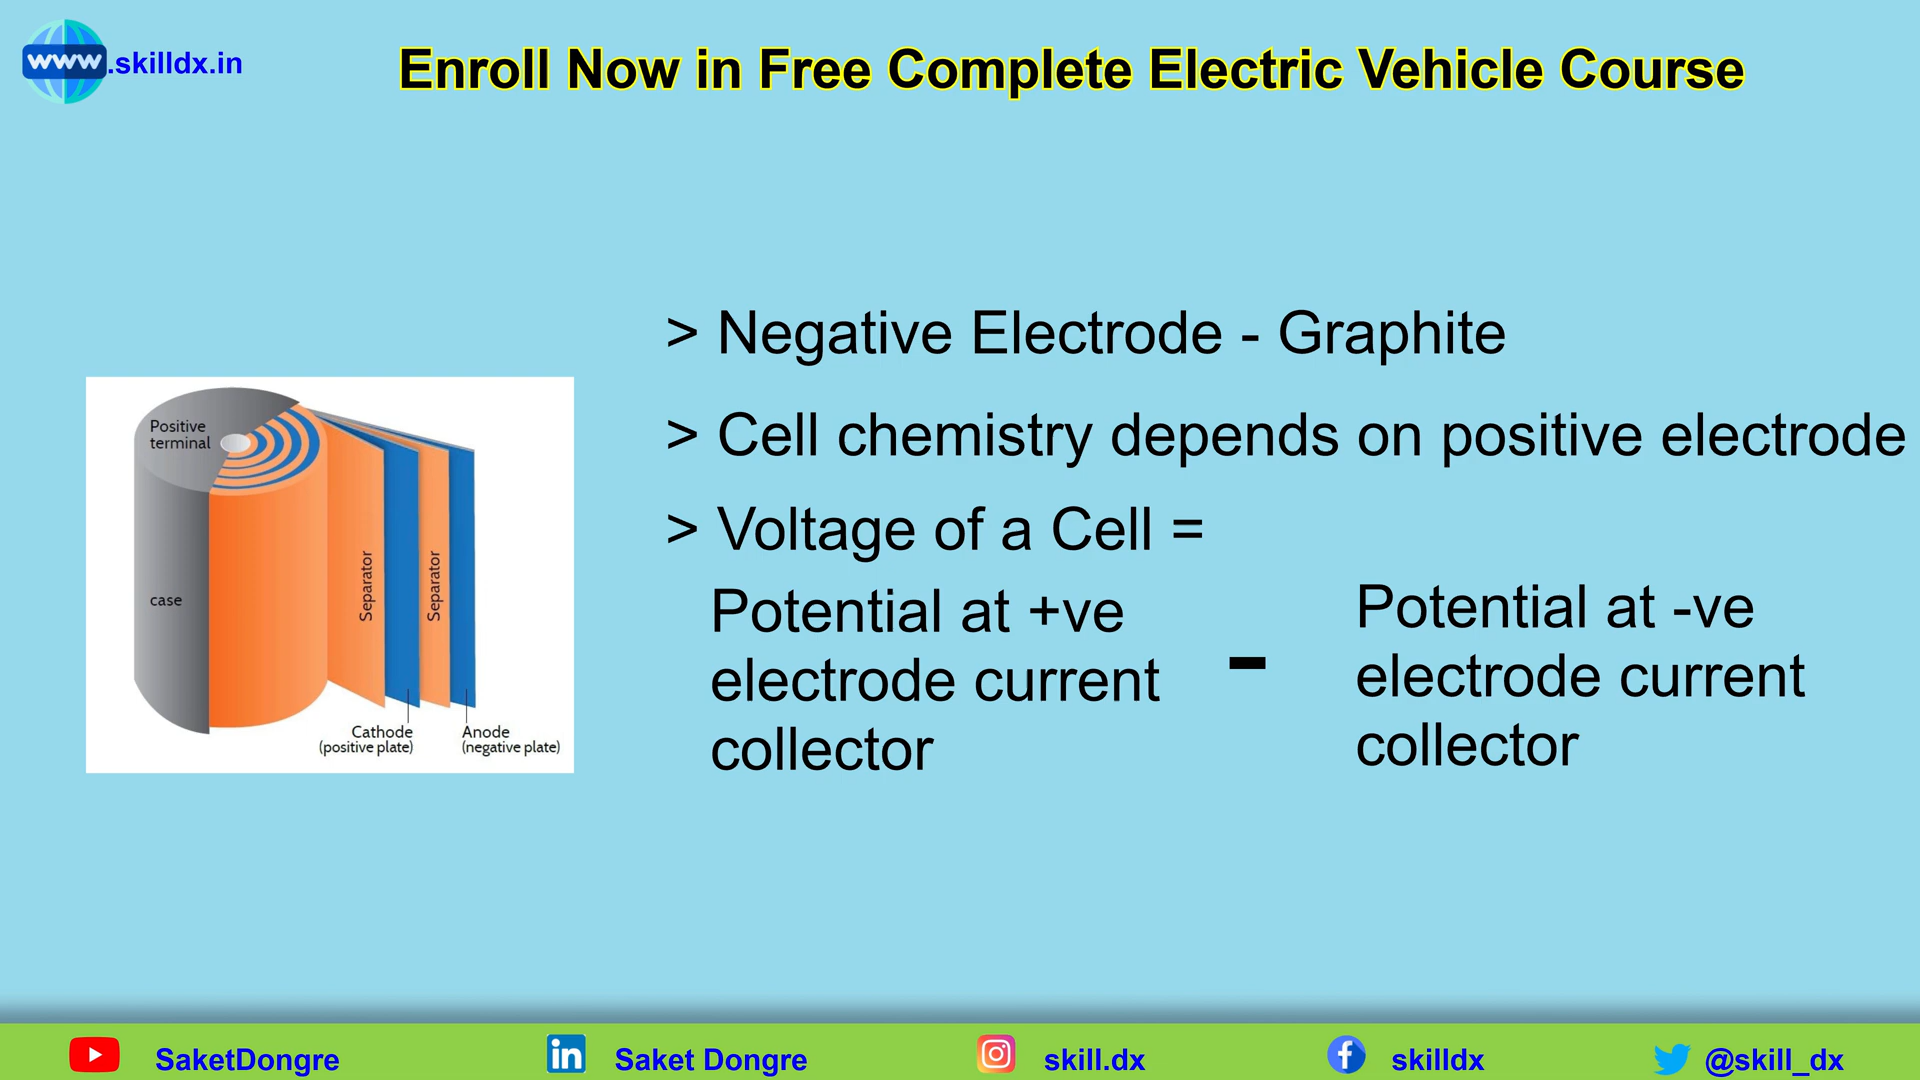 www.skilldx.in
Enroll Now in Free Complete Electric Vehicle Course
> Negative Electrode - Graphite
> Cell chemistry depends on positive electrode
> Voltage of a Cell =
Potential at +ve
electrode current
collector
-
Potential at -ve
electrode current
collector
Positive
terminal
case
Separator
Separator
Cathode
(positive plate)
Anode
(negative plate)
SaketDongre
in
Saket Dongre
skill.dx
f
skilldx
@skill_dx